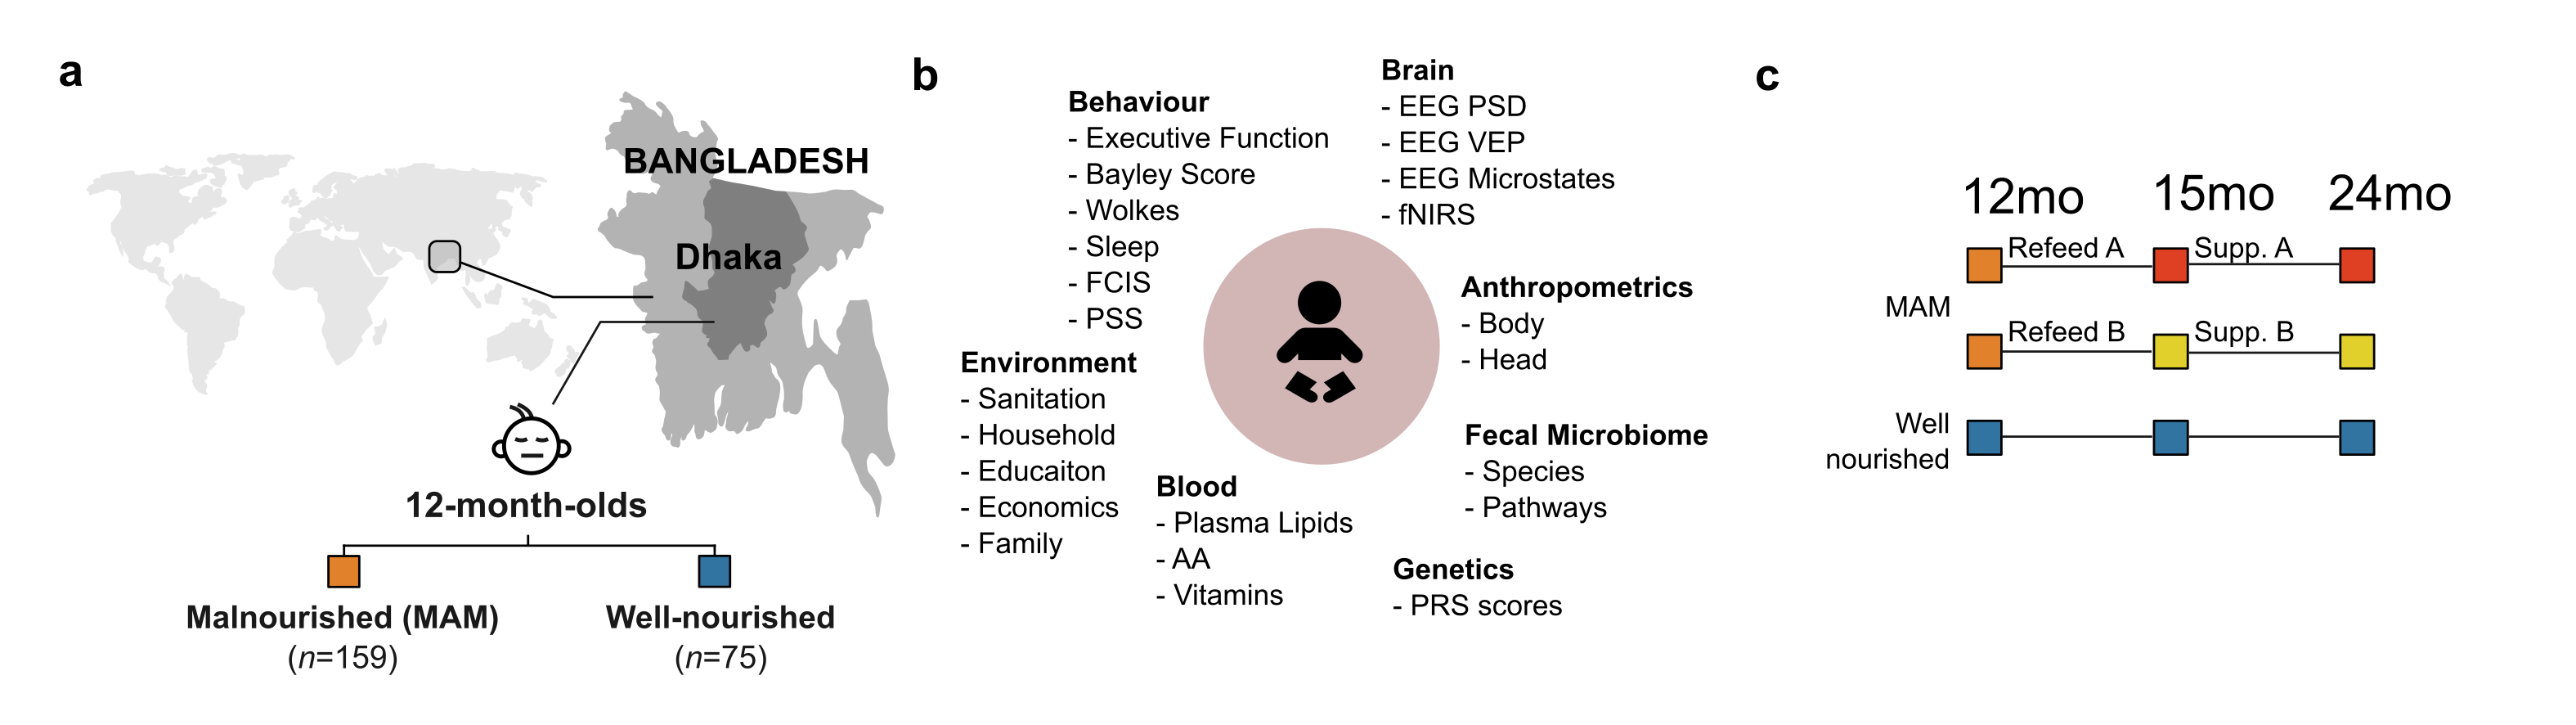 a
BANGLADESH
Dhaka
12-month-olds
Malnourished (MAM)
(n=159)
Well-nourished
(n=75)
b
Behaviour
- Executive Function
- Bayley Score
- Wolkes
- Sleep
- FCIS
- PSS
Brain
- EEG PSD
- EEG VEP
- EEG Microstates
- fNIRS
Environment
- Sanitation
- Household
- Educaiton
- Economics
- Family
Anthropometrics
- Body
- Head
Fecal Microbiome
- Species
- Pathways
Blood
- Plasma Lipids
- AA
- Vitamins
Genetics
- PRS scores
c
12mo 15mo 24mo
Refeed A Supp. A
MAM
Refeed B Supp. B
Well
nourished